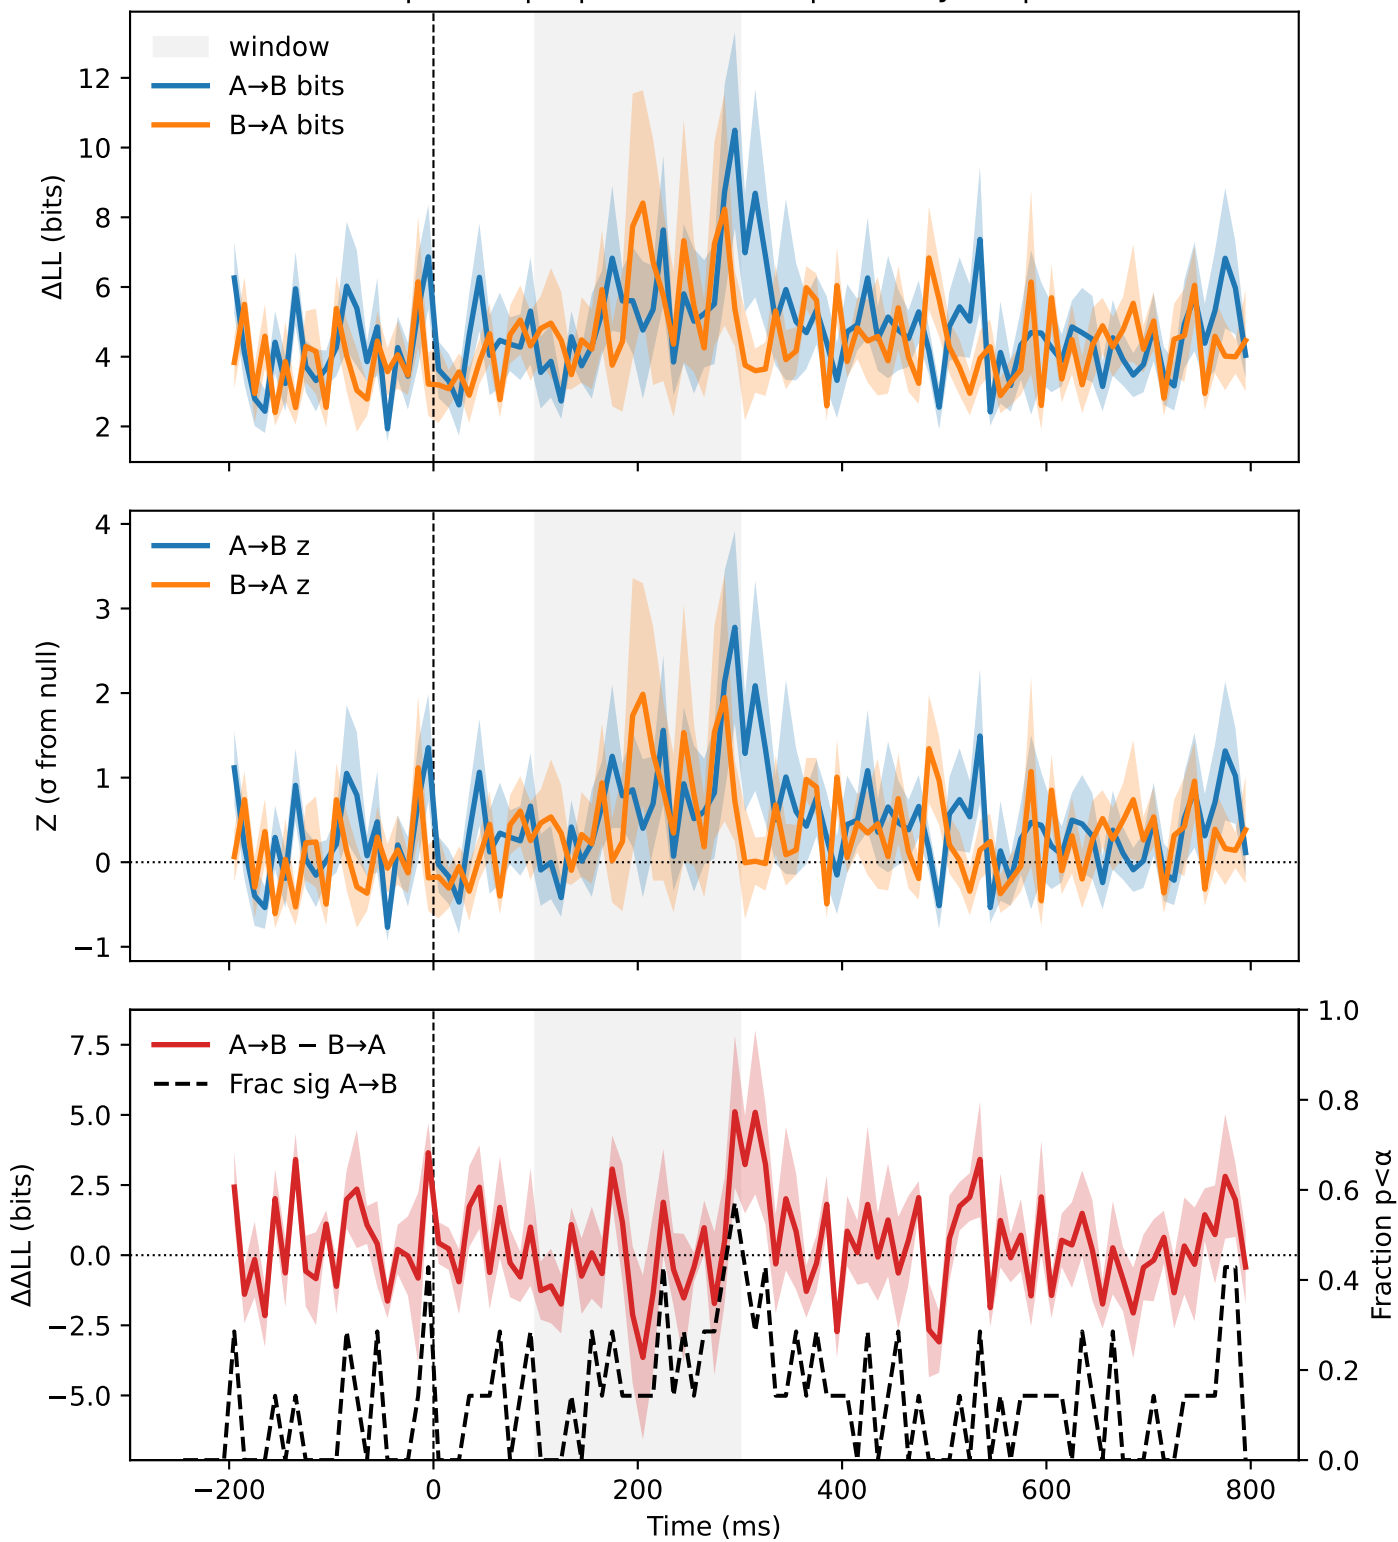 window
A→B bits
B→A bits
12
10
8
6
4
2
ΔLL (bits)
A→B z
B→A z
4
3
2
1
0
−1
Z (σ from null)
A→B − B→A
Frac sig A→B
7.5
5.0
2.5
0.0
−2.5
−5.0
ΔΔLL (bits)
1.0
0.8
0.6
0.4
0.2
0.0
Fraction p<α
−200 0 200 400 600 800
Time (ms)